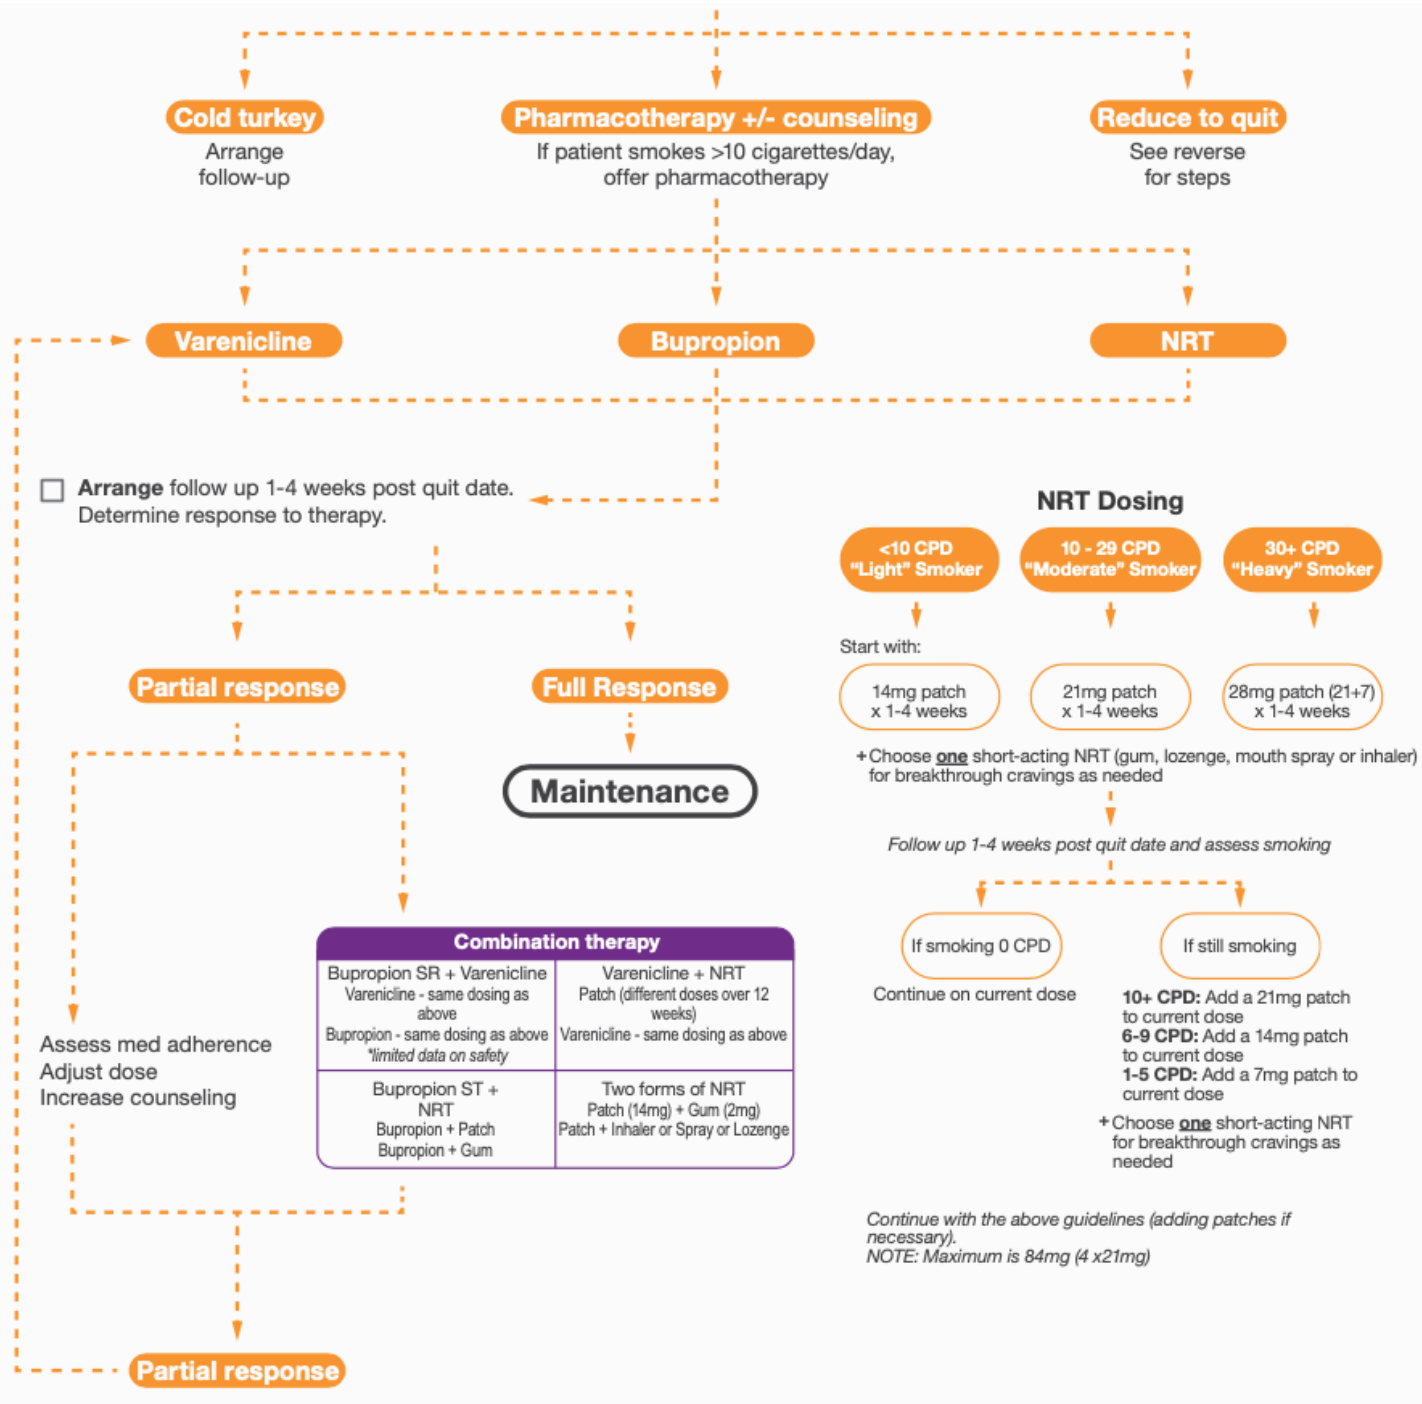 Cold turkey
Arrange
follow-up
Pharmacotherapy +/- counseling
If patient smokes >10 cigarettes/day,
offer pharmacotherapy
Reduce to quit
See reverse
for steps
Varenicline
Bupropion
NRT
Arrange follow up 1-4 weeks post quit date.
Determine response to therapy.
Partial response
Full Response
Maintenance
Combination therapy
Bupropion SR + Varenicline
Varenicline - same dosing as
above
Bupropion - same dosing as above
*limited data on safety
Varenicline + NRT
Patch (different doses over 12
weeks)
Varenicline - same dosing as above
Bupropion ST +
NRT
Bupropion + Patch
Bupropion + Gum
Two forms of NRT
Patch (14mg) + Gum (2mg)
Patch + Inhaler or Spray or Lozenge
Assess med adherence
Adjust dose
Increase counseling
Partial response
NRT Dosing
<10 CPD
"Light" Smoker
10 - 29 CPD
"Moderate" Smoker
30+ CPD
"Heavy" Smoker
Start with:
14mg patch
x 1-4 weeks
21mg patch
x 1-4 weeks
28mg patch (21+7)
x 1-4 weeks
+Choose one short-acting NRT (gum, lozenge, mouth spray or inhaler)
for breakthrough cravings as needed
Follow up 1-4 weeks post quit date and assess smoking
If smoking 0 CPD
Continue on current dose
If still smoking
10+ CPD: Add a 21mg patch
to current dose
6-9 CPD: Add a 14mg patch
to current dose
1-5 CPD: Add a 7mg patch to
current dose
+Choose one short-acting NRT
for breakthrough cravings as
needed
Continue with the above guidelines (adding patches if
necessary).
NOTE: Maximum is 84mg (4 x21mg)